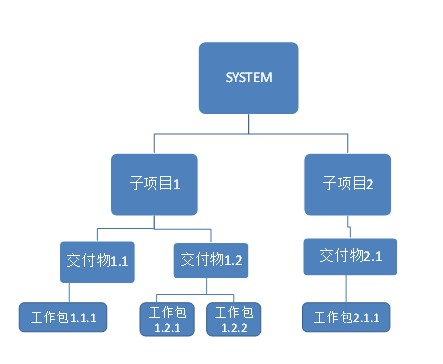 SYSTEM
子项目1
子项目2
交付物1.1
交付物1.2
交付物2.1
工作包1.1.1
工作包
1.2.1
工作包
1.2.2
工作包2.1.1